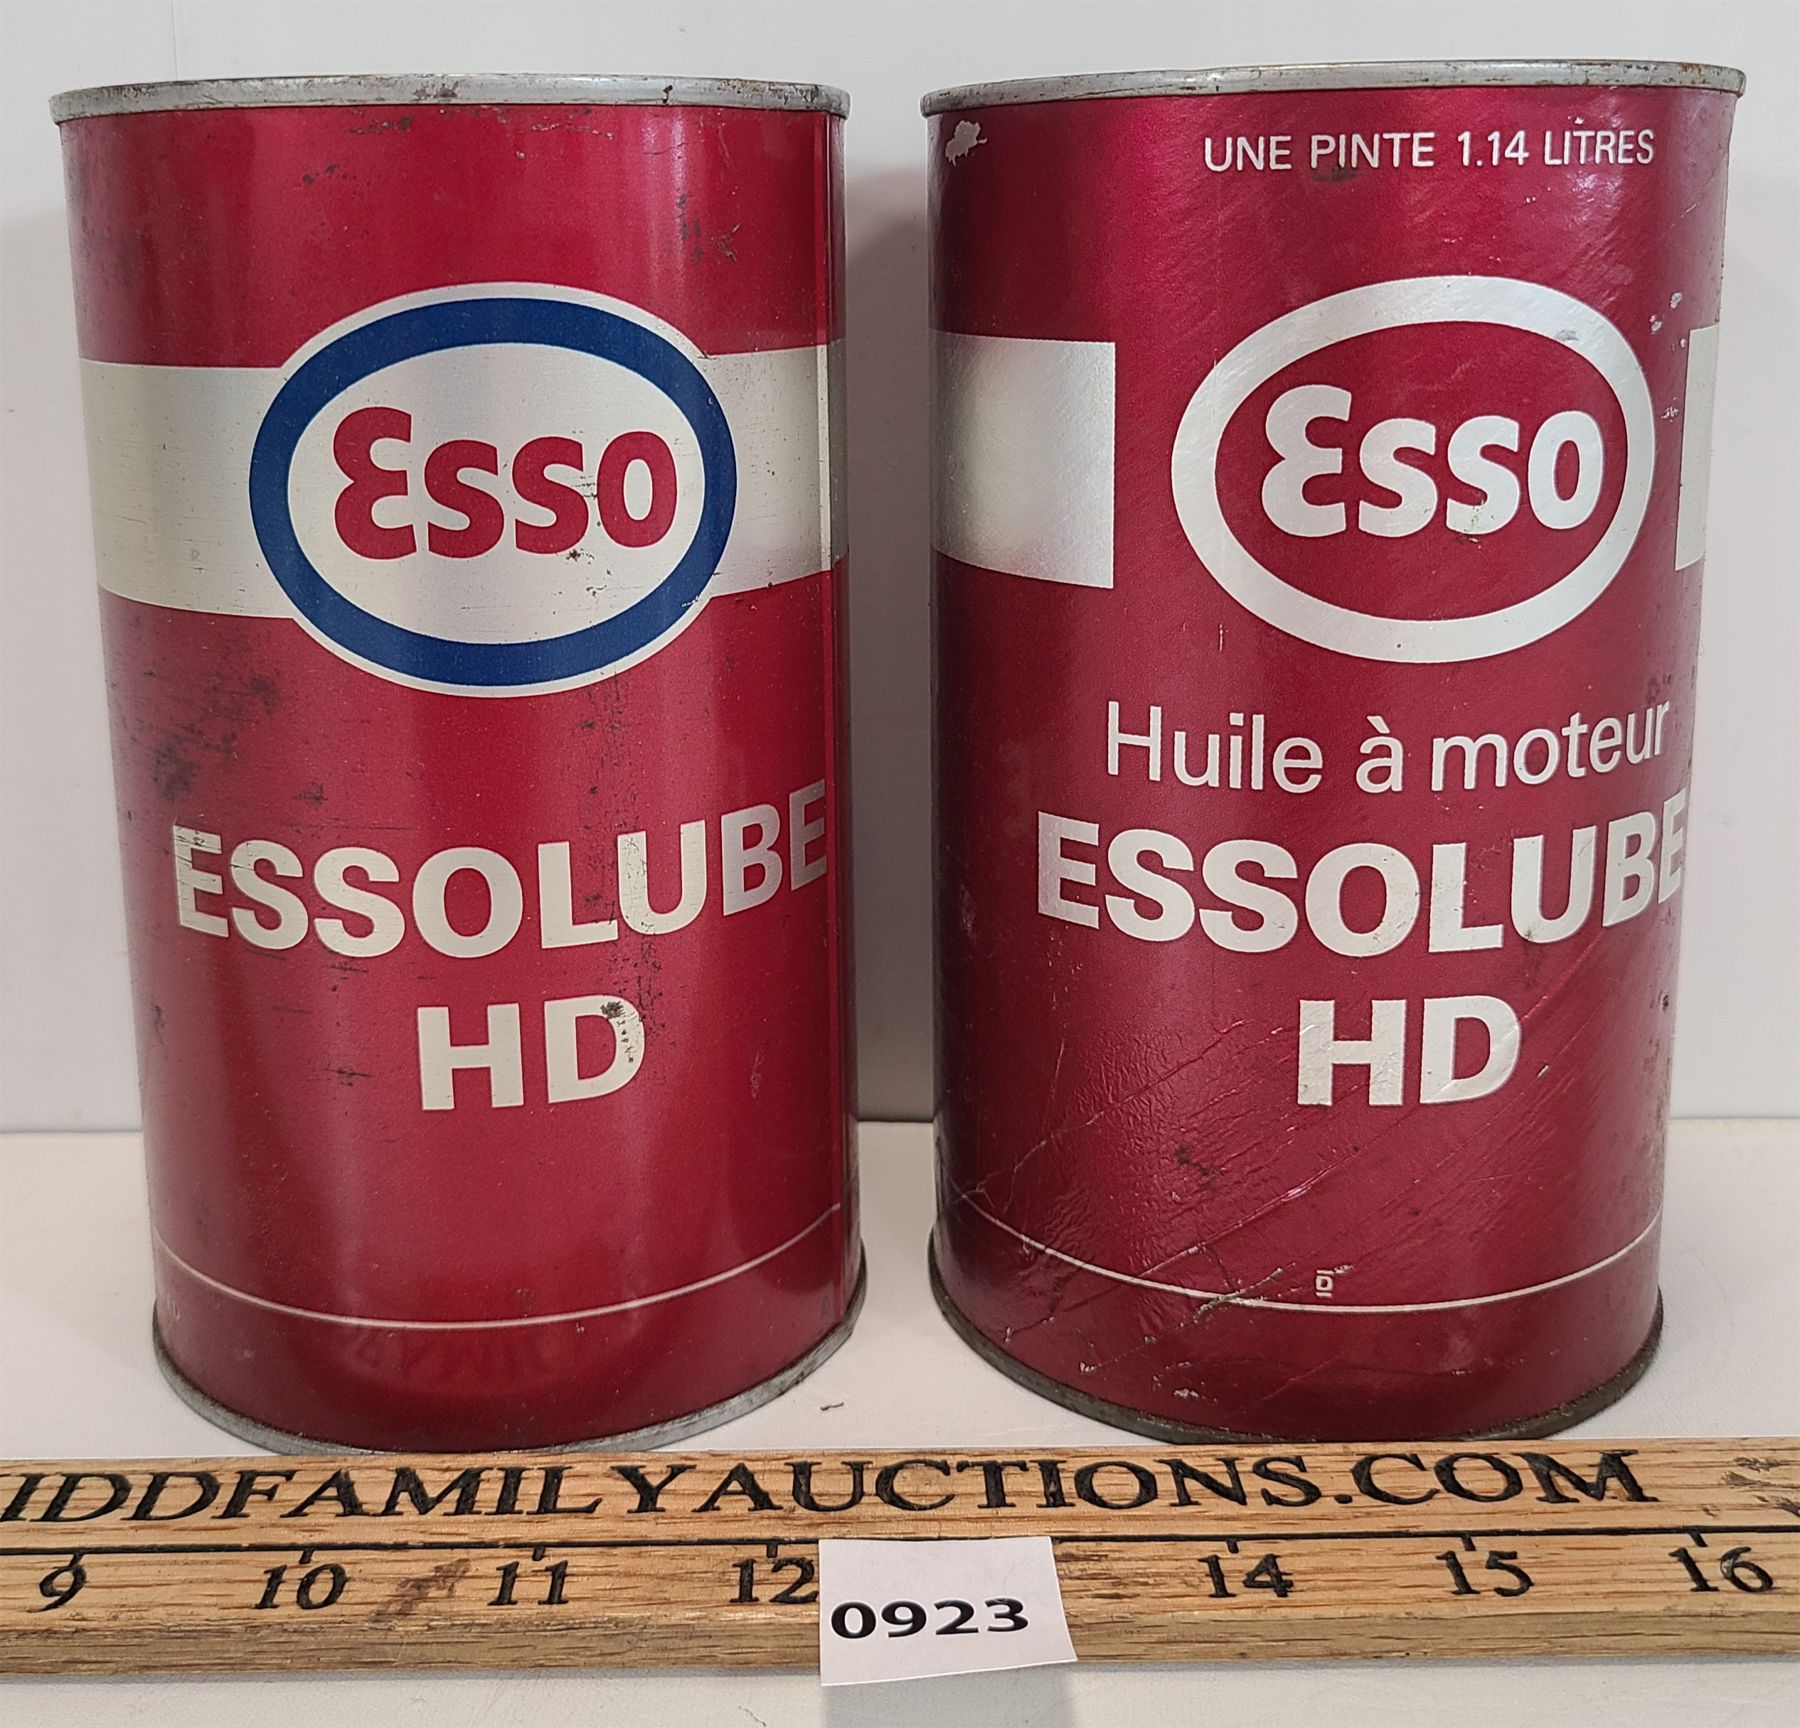 Esso
ESSOLUBE
HD
UNE PINTE 1.14 LITRES
Esso
Huile à moteur
ESSOLUBE
HD
IDDFAMILYAUCTIONS.COM
9 10 11 12 14 15 16
0923